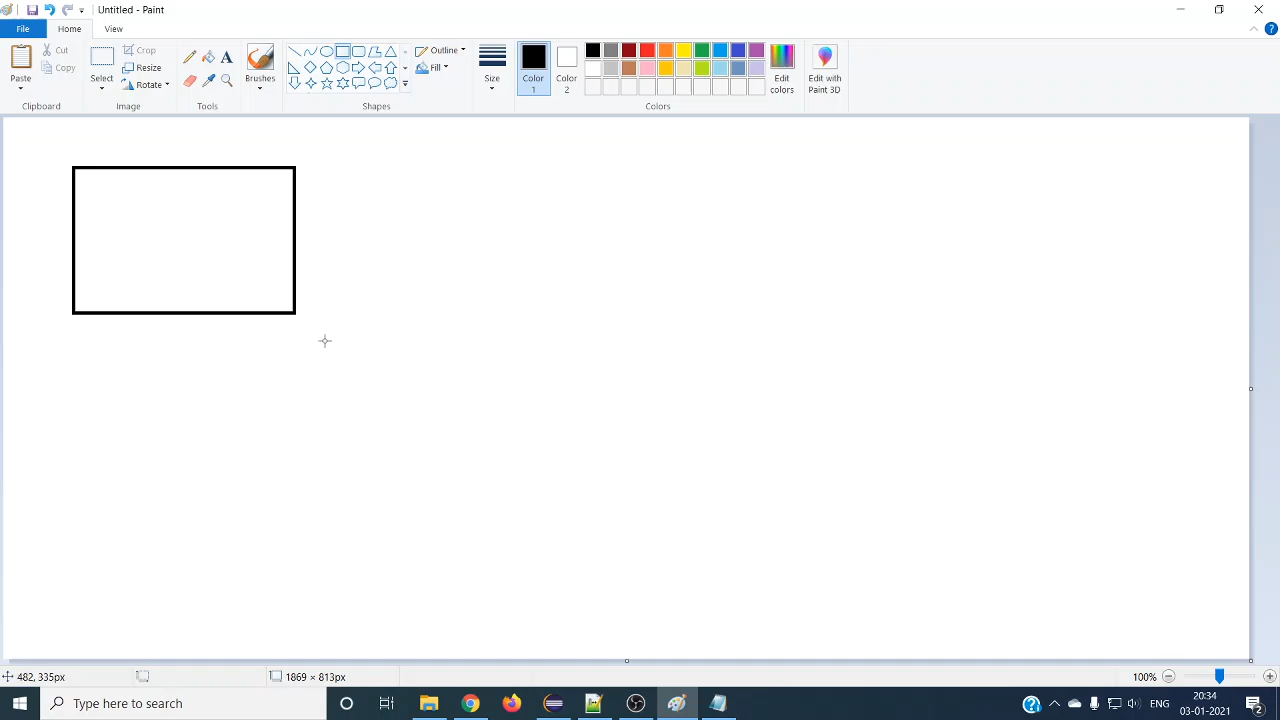 Untitled - Paint
File
Home
View
Paste
Cut
Copy
Clipboard
Select
Crop
Resize
Rotate
Image
Tools
Brushes
Outline
Fill
Shapes
Size
Color
1
Color
2
Edit
colors
Colors
Edit with
Paint 3D
482, 335px
1869 × 813px
100%
Type here to search
ENG
20:34
03-01-2021
2